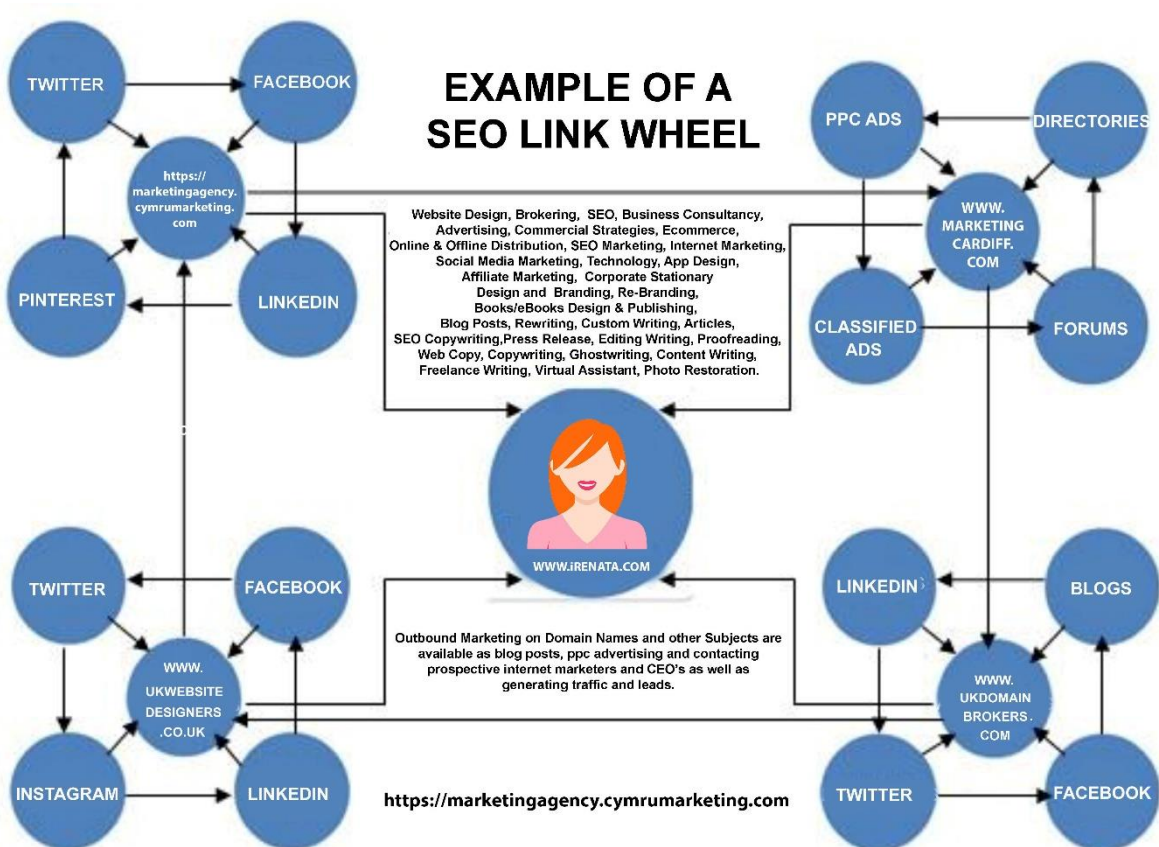 EXAMPLE OF A
SEO LINK WHEEL
TWITTER
FACEBOOK
https://
marketingagency.
cymrumarketing.
com
PINTEREST
LINKEDIN
PPC ADS
DIRECTORIES
WWW.
MARKETING
CARDIFF.
COM
CLASSIFIED
ADS
FORUMS
Website Design, Brokering, SEO, Business Consultancy,
Advertising, Commercial Strategies, Ecommerce,
Online & Offline Distribution, SEO Marketing, Internet Marketing,
Social Media Marketing, Technology, App Design,
Affiliate Marketing, Corporate Stationary
Design and Branding, Re-Branding,
Books/eBooks Design & Publishing,
Blog Posts, Rewriting, Custom Writing, Articles,
SEO Copywriting,Press Release, Editing Writing, Proofreading,
Web Copy, Copywriting, Ghostwriting, Content Writing,
Freelance Writing, Virtual Assistant, Photo Restoration.
WWW.iRENATA.COM
TWITTER
FACEBOOK
WWW.
UKWEBSITE
DESIGNERS
.CO.UK
INSTAGRAM
LINKEDIN
Outbound Marketing on Domain Names and other Subjects are
available as blog posts, ppc advertising and contacting
prospective internet marketers and CEO's as well as
generating traffic and leads.
LINKEDIN
BLOGS
WWW.
UKDOMAIN
BROKERS.
COM
TWITTER
FACEBOOK
https://marketingagency.cymrumarketing.com